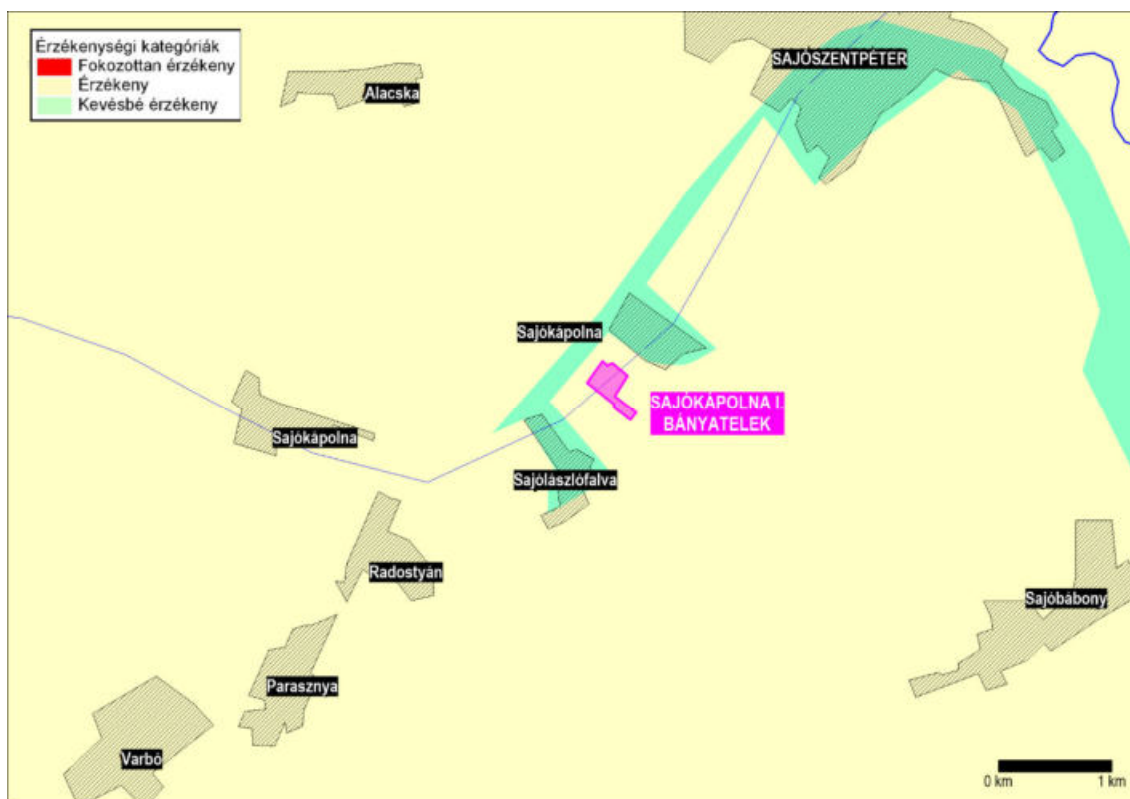 Érzékenységi kategóriák
Fokozottan érzékeny
Érzékeny
Kevésbé érzékeny
SAJÓSZENTPÉTER
Alacska
Sajókápolna
SAJÓKÁPOLNA I.
BÁNYATELEK
Sajókápolna
Sajólászlófalva
Radostyán
Sajóbábony
Parasznya
Varbó
0 km
1 km